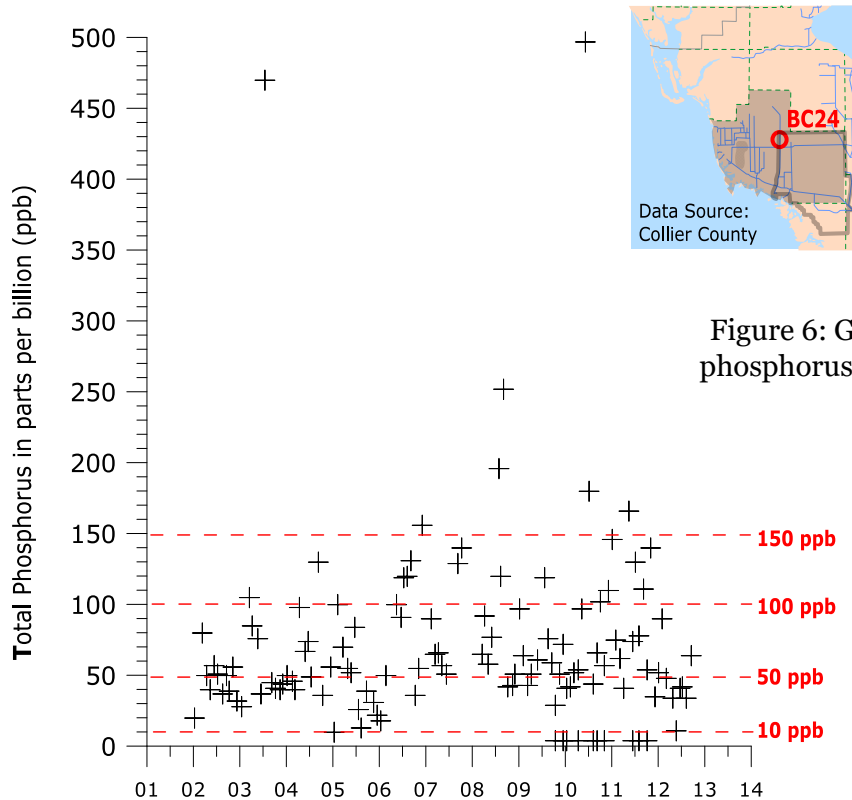 Total Phosphorus in parts per billion (ppb)
500
450
400
350
300
250
200
150
100
50
0
01 02 03 04 05 06 07 08 09 10 11 12 13 14
150 ppb
100 ppb
50 ppb
10 ppb
BC24
Data Source:
Collier County
Figure 6: G
phosphorus